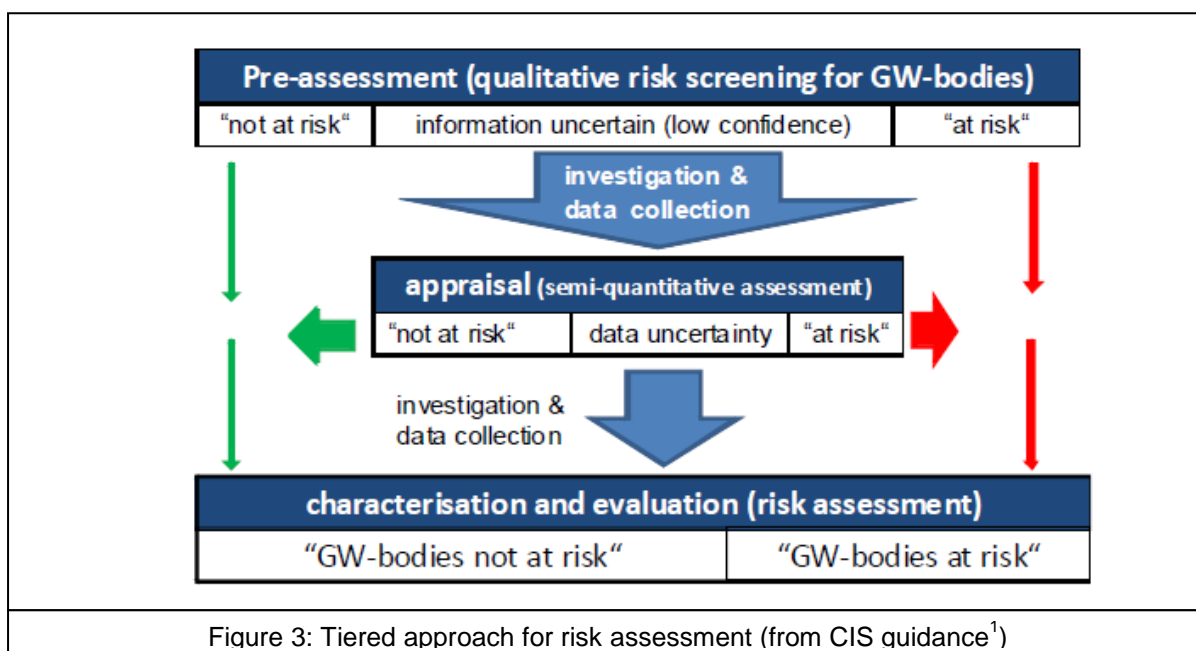 Pre-assessment (qualitative risk screening for GW-bodies)
“not at risk“ information uncertain (low confidence) “at risk“
investigation &
data collection
appraisal (semi-quantitative assessment)
“not at risk“ data uncertainty “at risk“
investigation &
data collection
characterisation and evaluation (risk assessment)
“GW-bodies not at risk“ “GW-bodies at risk“
Figure 3: Tiered approach for risk assessment (from CIS guidance¹)